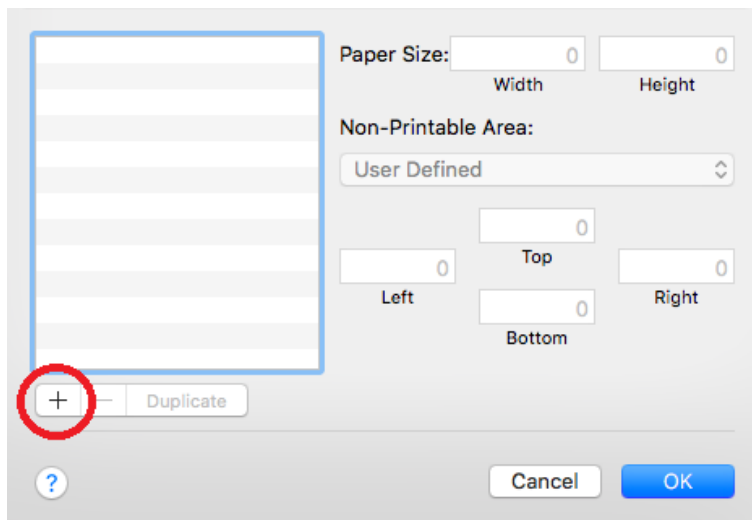 Paper Size: 0 0
Width Height
Non-Printable Area:
User Defined
0
Top
0 0
Left Right
0
Bottom
+ − Duplicate
? Cancel OK